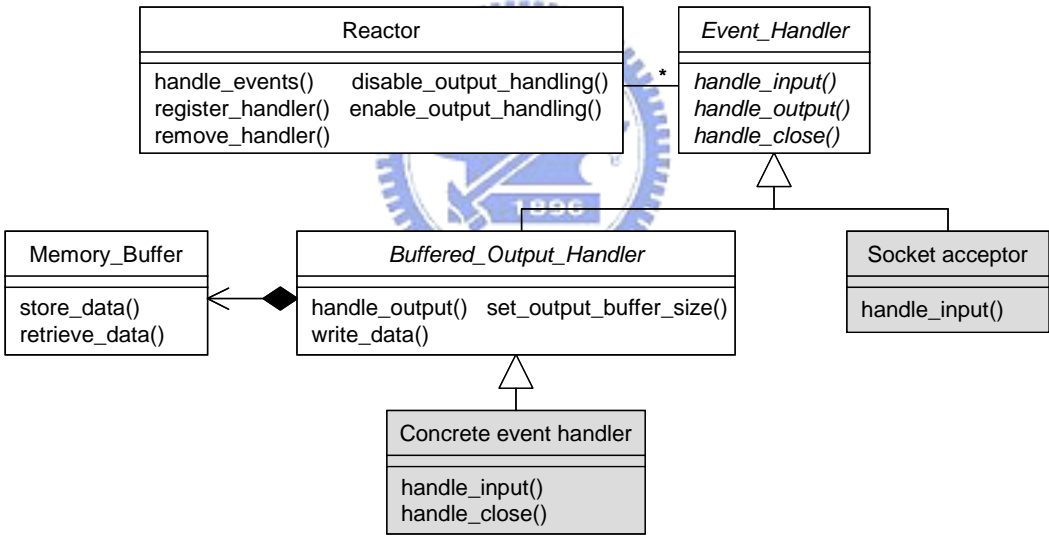 Reactor
handle_events() disable_output_handling()
register_handler() enable_output_handling()
remove_handler()
*
Event_Handler
handle_input()
handle_output()
handle_close()
1896
Memory_Buffer
store_data()
retrieve_data()
Buffered_Output_Handler
handle_output() set_output_buffer_size()
write_data()
Socket acceptor
handle_input()
Concrete event handler
handle_input()
handle_close()